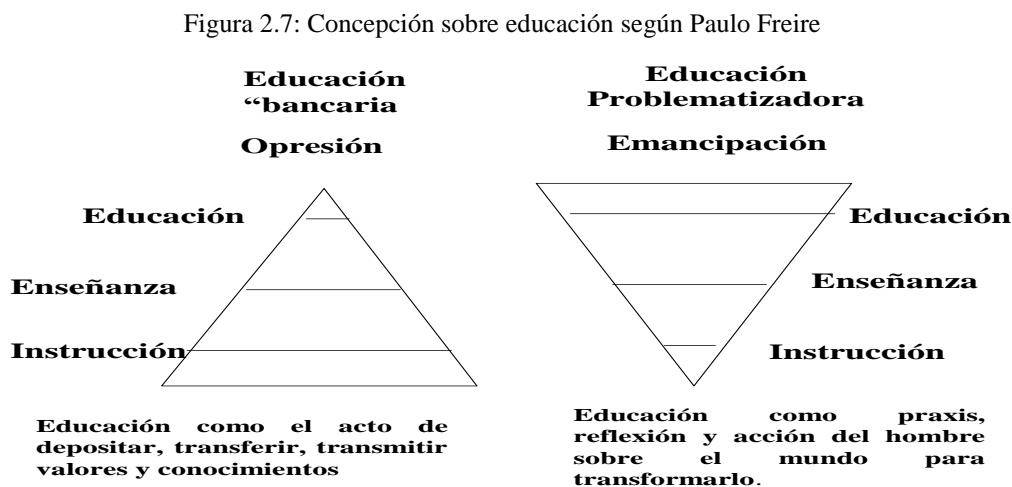 Figura 2.7: Concepción sobre educación según Paulo Freire
Educación
“bancaria
Opresión
Educación
Enseñanza
Instrucción
Educación como el acto de
depositar, transferir, transmitir
valores y conocimientos
Educación
Problematizadora
Emancipación
Educación
Enseñanza
Instrucción
Educación como praxis,
reflexión y acción del hombre
sobre el mundo para
transformarlo.